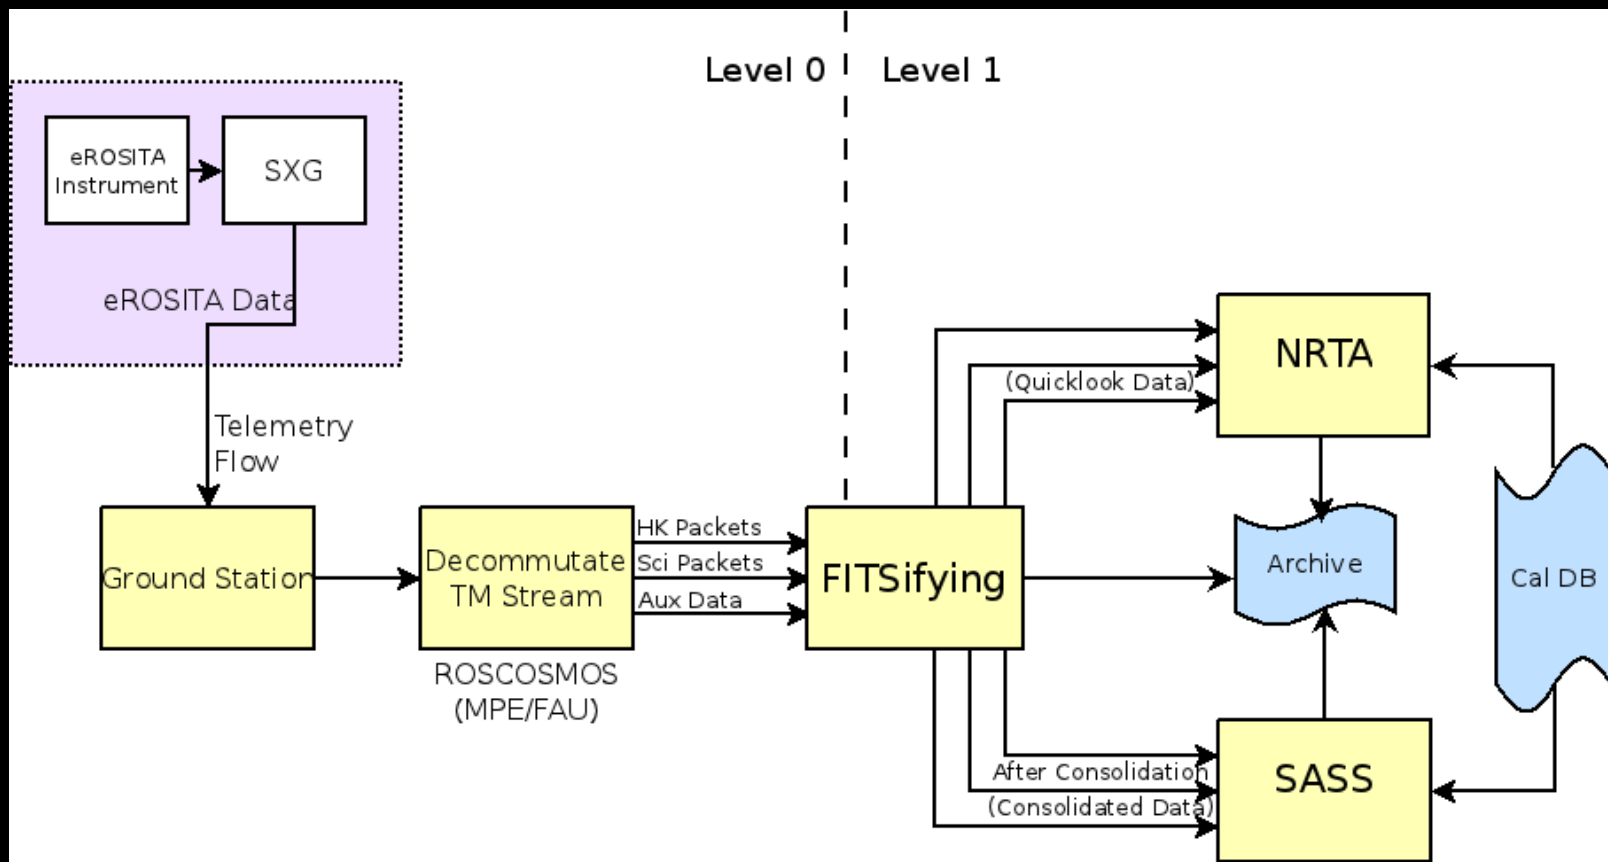 Level 0
Level 1
eROSITA
Instrument
SXG
eROSITA Data
Telemetry
Flow
Ground Station
Decommutate
TM Stream
ROSCOSMOS
(MPE/FAU)
HK Packets
Sci Packets
Aux Data
FITSifying
(Quicklook Data)
NRTA
Archive
Cal DB
After Consolidation
(Consolidated Data)
SASS